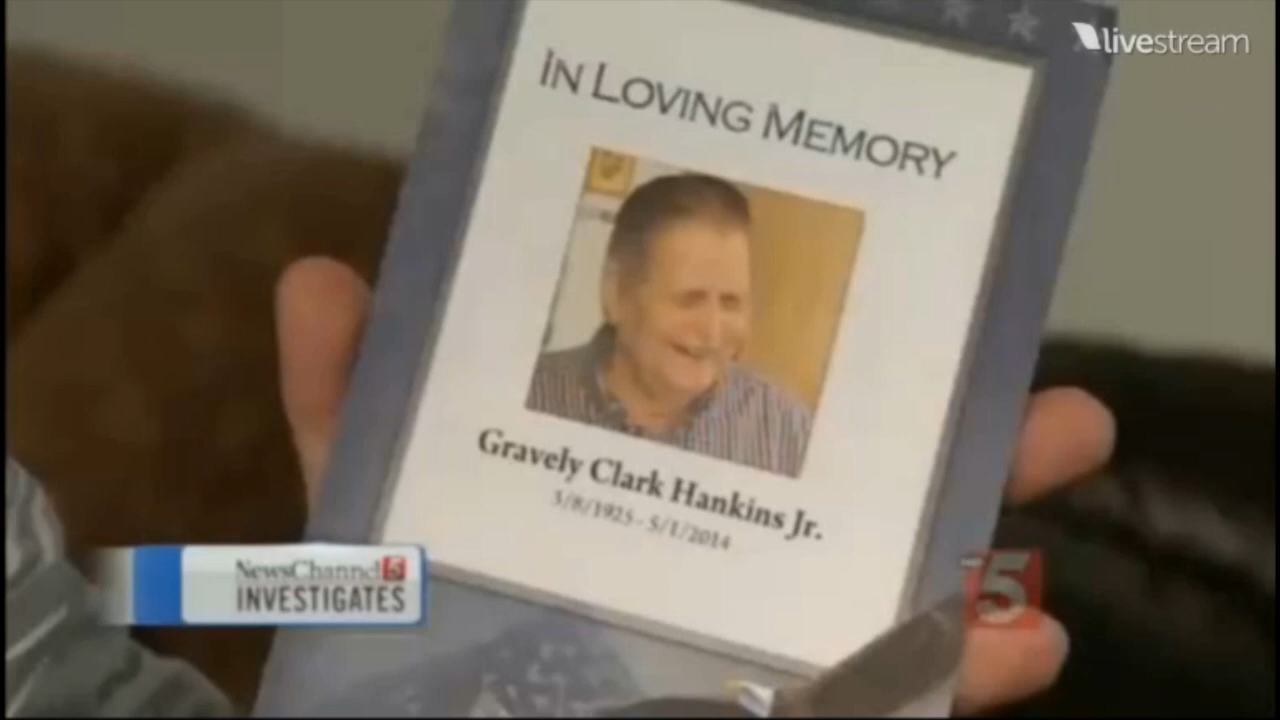 livestream
IN LOVING MEMORY
Gravely Clark Hankins Jr.
5/8/1925 - 5/1/2014
NewsChannel 5
INVESTIGATES
5